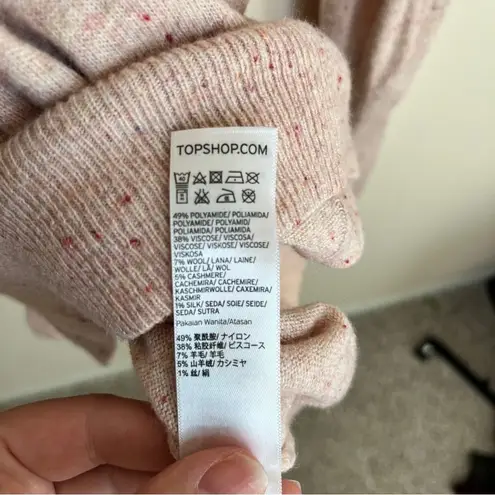 TOPSHOP.COM
40
49% POLYAMIDE/ POLIAMIDA/
POLYAMIDE/ POLYAMID/
POLIAMIDA/ POLIAMIDA
38% VISCOSE/ VISCOSA/
VISCOSE/ VISKOSE/ VISCOSE/
VISKOSA
7% WOOL/ LANA/ LAINE/
WOLLE/ LÃ/ WOL
5% CASHMERE/
CACHEMIRA/ CACHEMIRE/
KASCHMIRWOLLE/ CAXEMIRA/
KASMIR
1% SILK/ SEDA/ SOIE/ SEIDE/
SEDA/ SUTRA
Pakaian Wanita/Atasan
49% 聚酰胺/ ナイロン
38% 粘胶纤维/ ビスコース
7% 羊毛/ 羊毛
5% 山羊绒/ カシミヤ
1% 丝/ 絹